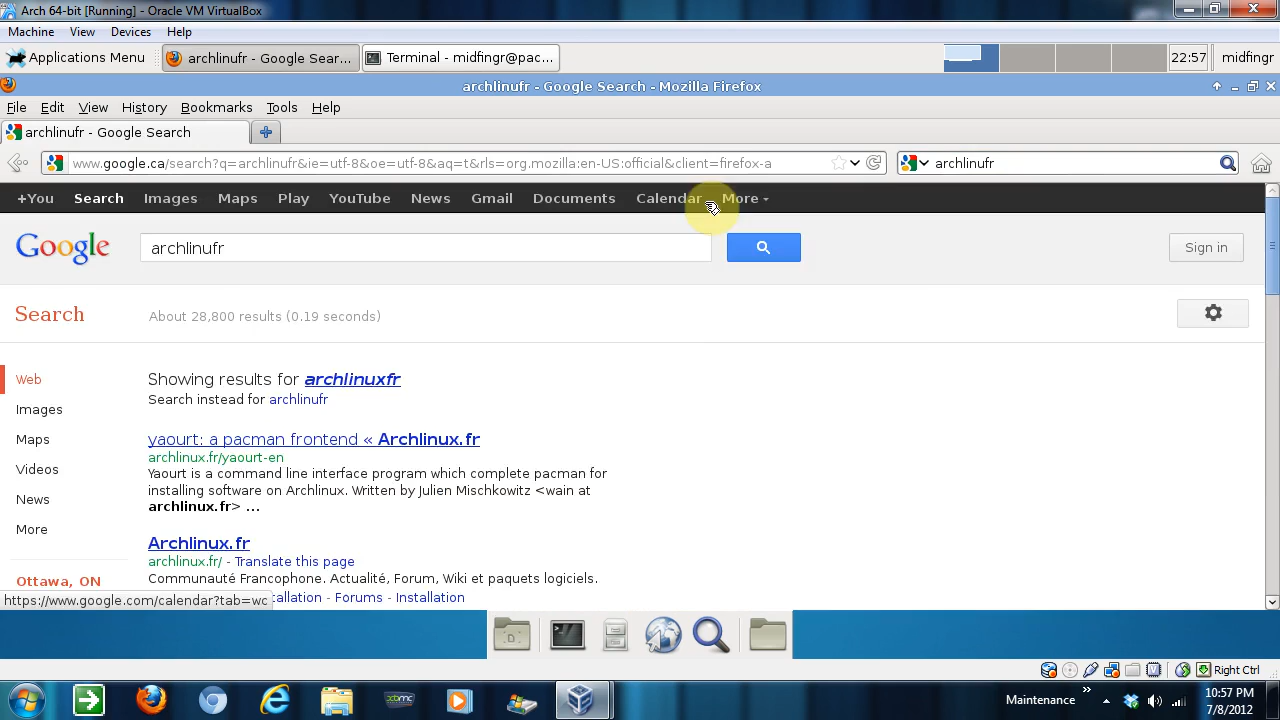 Arch 64-bit [Running] - Oracle VM VirtualBox
Machine View Devices Help
Applications Menu archlinufr - Google Sear... Terminal - midfingr@pac... 22:57 midfingr
archlinufr - Google Search - Mozilla Firefox
File Edit View History Bookmarks Tools Help
archlinufr - Google Search
www.google.ca/search?q=archlinufr&ie=utf-8&oe=utf-8&aq=t&rls=org.mozilla:en-US:official&client=firefox-a archlinufr
+You Search Images Maps Play YouTube News Gmail Documents Calendar More
Google archlinufr Sign in
Search About 28,800 results (0.19 seconds)
Web
Images
Maps
Videos
News
More
Ottawa, ON
Showing results for archlinuxfr
Search instead for archlinufr
yaourt: a pacman frontend « Archlinux.fr
archlinux.fr/yaourt-en
Yaourt is a command line interface program which complete pacman for
installing software on Archlinux. Written by Julien Mischkowitz <wain at
archlinux.fr> ...
Archlinux.fr
archlinux.fr/ - Translate this page
Communauté Francophone. Actualité, Forum, Wiki et paquets logiciels.
tallation - Forums - Installation
https://www.google.com/calendar?tab=wc
D
Right Ctrl
xbmc Maintenance » 10:57 PM
7/8/2012